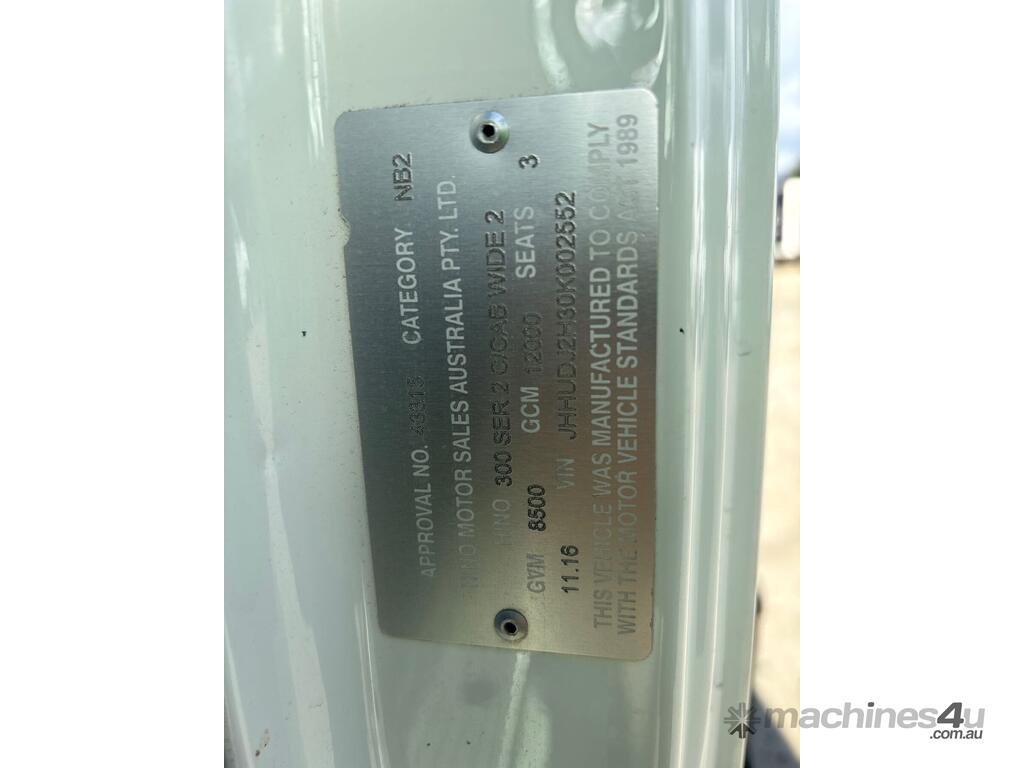 APPROVAL NO. 43315 CATEGORY NB2
HINO MOTOR SALES AUSTRALIA PTY. LTD.
HINO 300 SER 2 C/CAB WIDE 2
GVM 8500 GCM 12000 SEATS 3
11.16 VIN JHHUDJ2H30K002552
THIS VEHICLE WAS MANUFACTURED TO COMPLY
WITH THE MOTOR VEHICLE STANDARDS ACT 1989
machines4u
.com.au